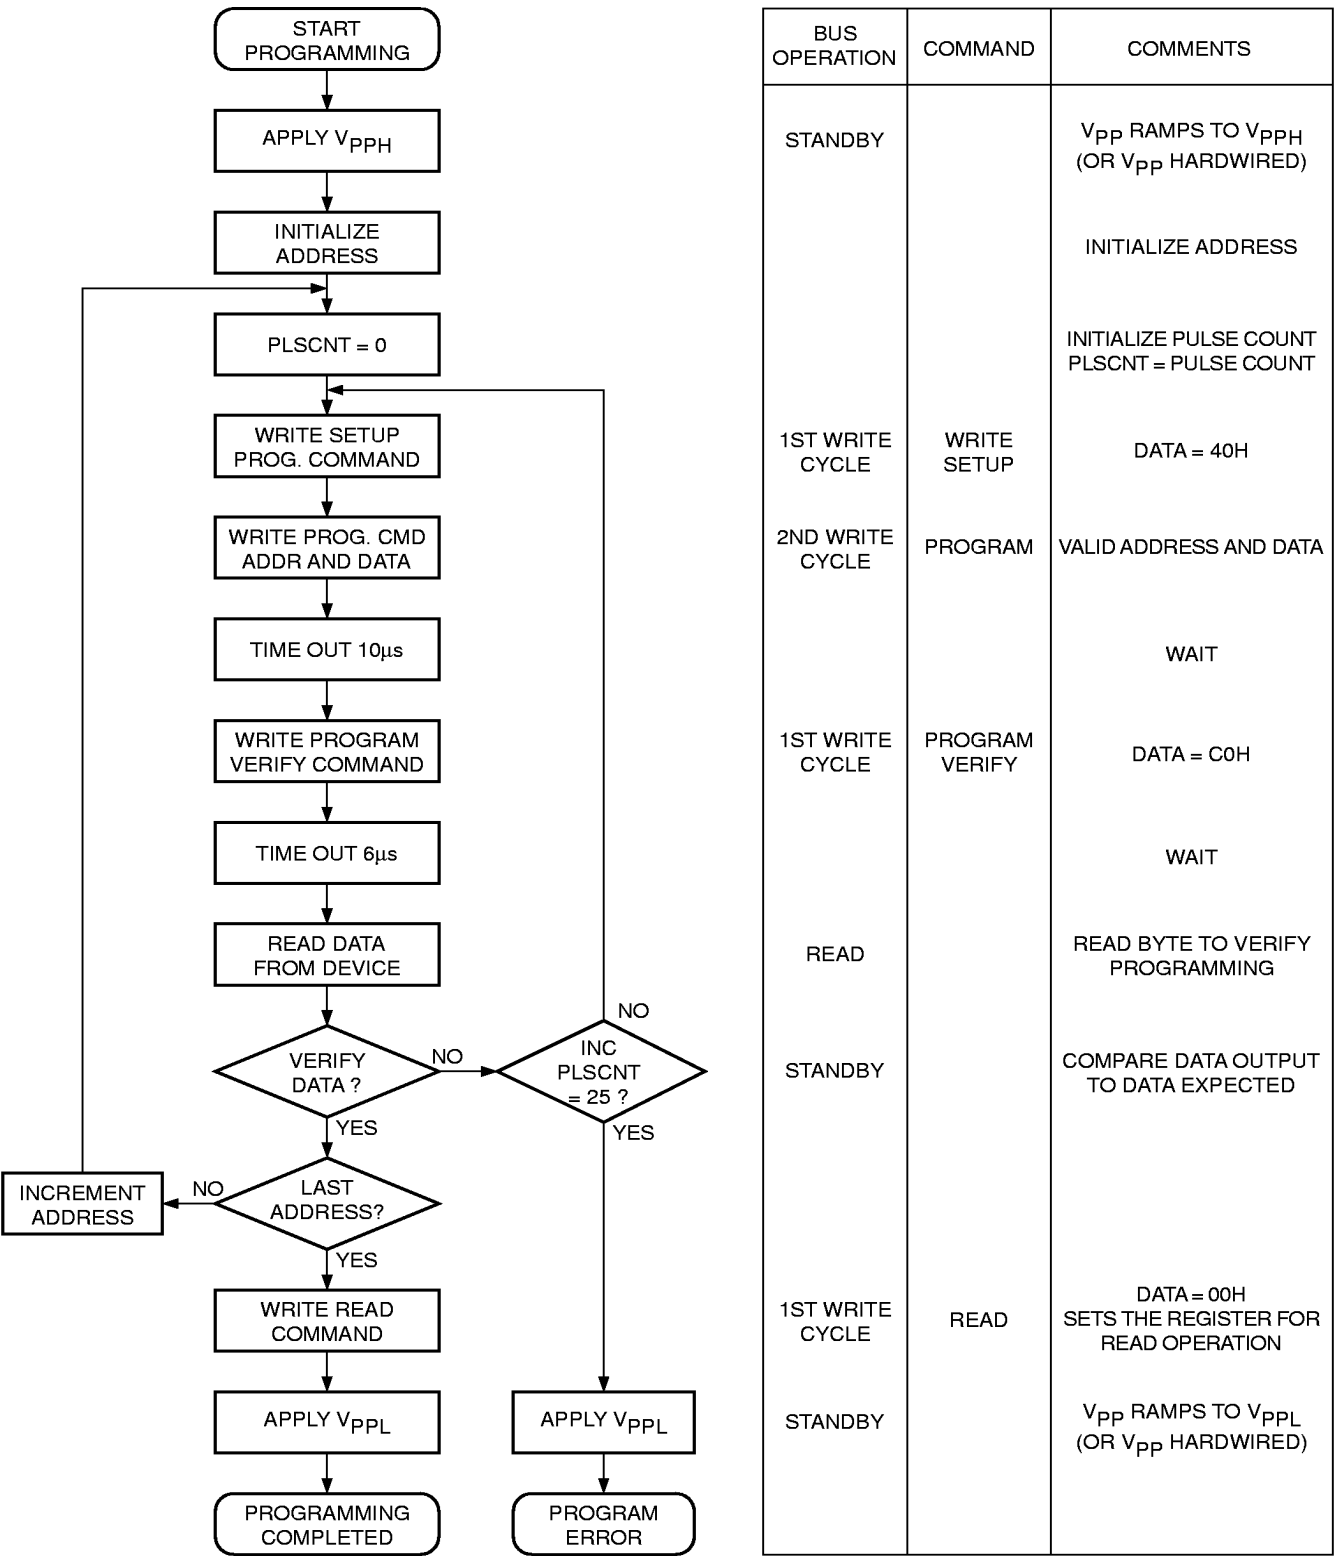 START
PROGRAMMING
APPLY VPPH
INITIALIZE
ADDRESS
PLSCNT = 0
WRITE SETUP
PROG. COMMAND
WRITE PROG. CMD
ADDR AND DATA
TIME OUT 10μs
WRITE PROGRAM
VERIFY COMMAND
TIME OUT 6μs
READ DATA
FROM DEVICE
VERIFY
DATA ?
NO
YES
INC
PLSCNT
= 25 ?
NO
YES
LAST
ADDRESS?
NO
YES
INCREMENT
ADDRESS
WRITE READ
COMMAND
APPLY VPPL
PROGRAMMING
COMPLETED
APPLY VPPL
PROGRAM
ERROR
BUS
OPERATION
COMMAND
COMMENTS
STANDBY
VPP RAMPS TO VPPH
(OR VPP HARDWIRED)
INITIALIZE ADDRESS
INITIALIZE PULSE COUNT
PLSCNT = PULSE COUNT
1ST WRITE
CYCLE
WRITE
SETUP
DATA = 40H
2ND WRITE
CYCLE
PROGRAM
VALID ADDRESS AND DATA
WAIT
1ST WRITE
CYCLE
PROGRAM
VERIFY
DATA = C0H
WAIT
READ
READ BYTE TO VERIFY
PROGRAMMING
STANDBY
COMPARE DATA OUTPUT
TO DATA EXPECTED
1ST WRITE
CYCLE
READ
DATA = 00H
SETS THE REGISTER FOR
READ OPERATION
STANDBY
VPP RAMPS TO VPPL
(OR VPP HARDWIRED)